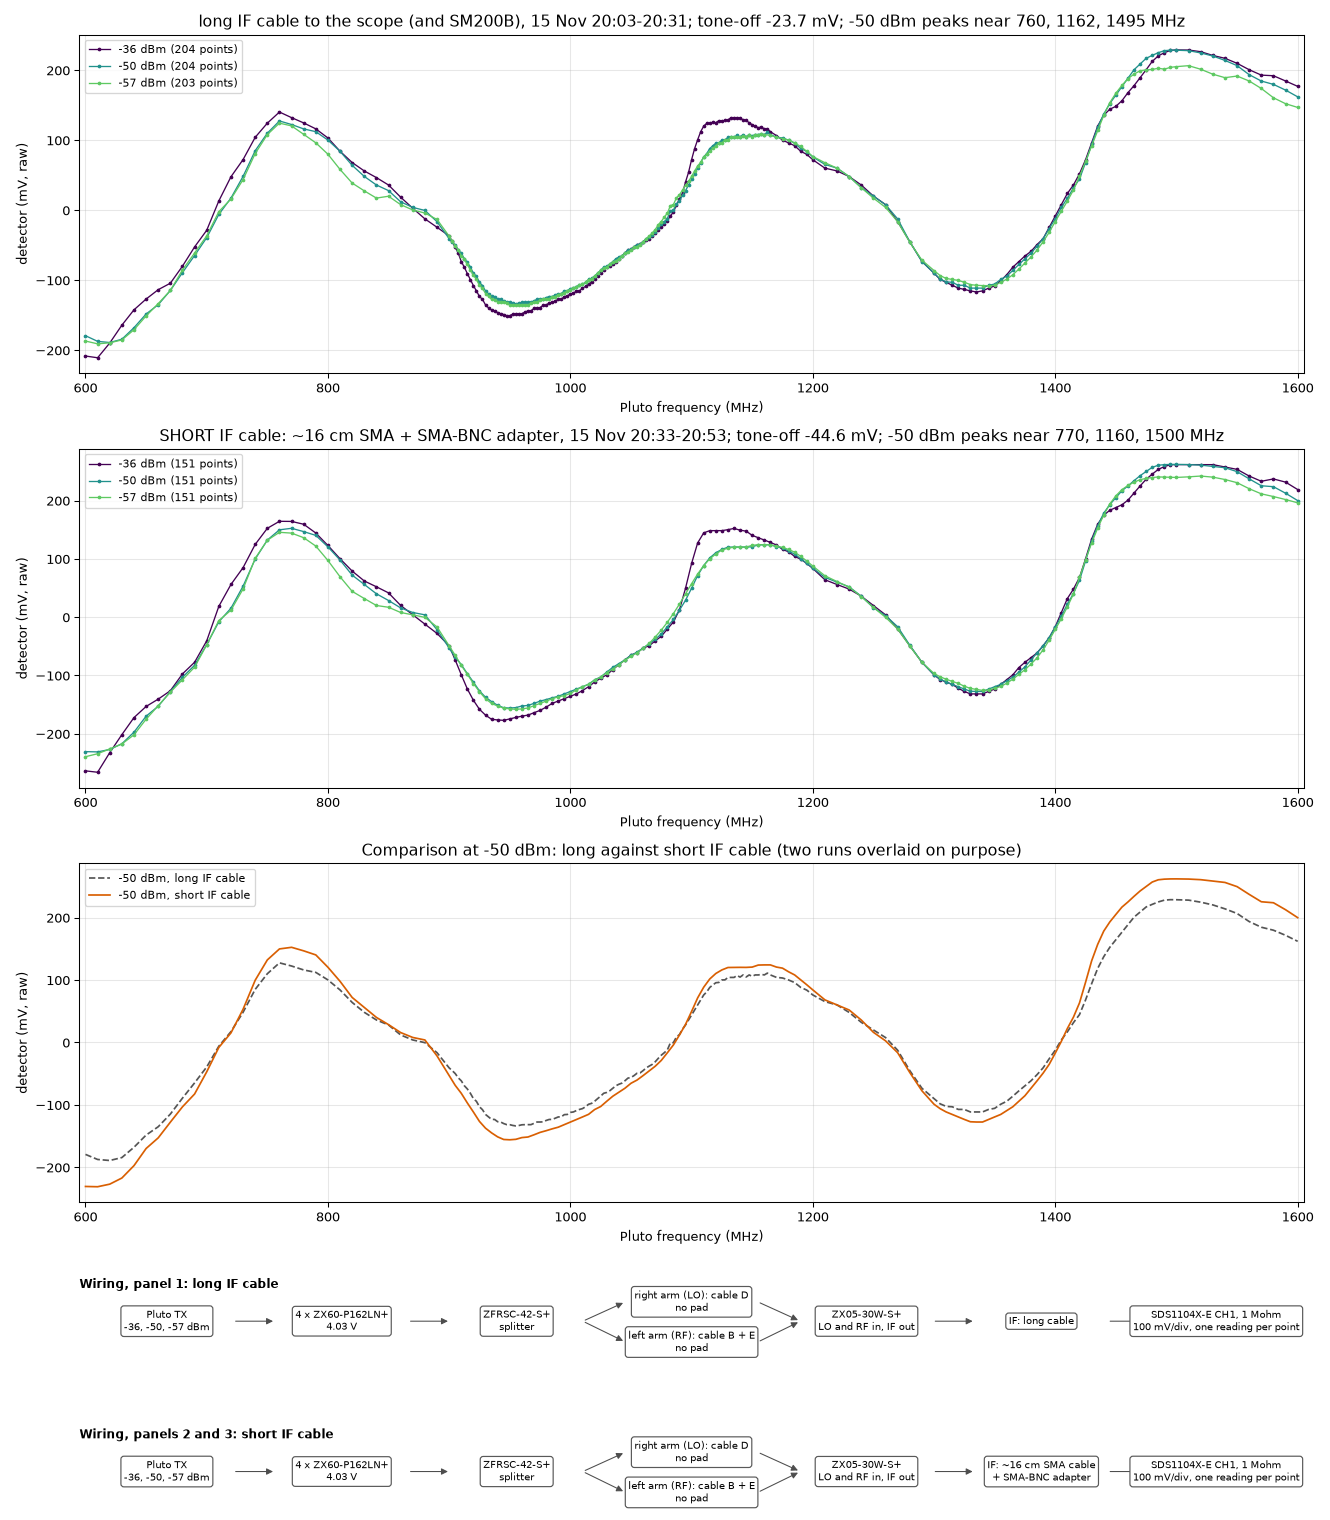 long IF cable to the scope (and SM200B), 15 Nov 20:03-20:31; tone-off -23.7 mV; -50 dBm peaks near 760, 1162, 1495 MHz
-36 dBm (204 points)
-50 dBm (204 points)
-57 dBm (203 points)
detector (mV, raw)
200
100
0
−100
−200
600
800
1000
1200
1400
1600
Pluto frequency (MHz)
SHORT IF cable: ~16 cm SMA + SMA-BNC adapter, 15 Nov 20:33-20:53; tone-off -44.6 mV; -50 dBm peaks near 770, 1160, 1500 MHz
-36 dBm (151 points)
-50 dBm (151 points)
-57 dBm (151 points)
detector (mV, raw)
200
100
0
−100
−200
600
800
1000
1200
1400
1600
Pluto frequency (MHz)
Comparison at -50 dBm: long against short IF cable (two runs overlaid on purpose)
-50 dBm, long IF cable
-50 dBm, short IF cable
detector (mV, raw)
200
100
0
−100
−200
600
800
1000
1200
1400
1600
Pluto frequency (MHz)
Wiring, panel 1: long IF cable
Pluto TX
-36, -50, -57 dBm
4 x ZX60-P162LN+
4.03 V
ZFRSC-42-S+
splitter
right arm (LO): cable D
no pad
left arm (RF): cable B + E
no pad
ZX05-30W-S+
LO and RF in, IF out
IF: long cable
SDS1104X-E CH1, 1 Mohm
100 mV/div, one reading per point
Wiring, panels 2 and 3: short IF cable
Pluto TX
-36, -50, -57 dBm
4 x ZX60-P162LN+
4.03 V
ZFRSC-42-S+
splitter
right arm (LO): cable D
no pad
left arm (RF): cable B + E
no pad
ZX05-30W-S+
LO and RF in, IF out
IF: ~16 cm SMA cable
+ SMA-BNC adapter
SDS1104X-E CH1, 1 Mohm
100 mV/div, one reading per point